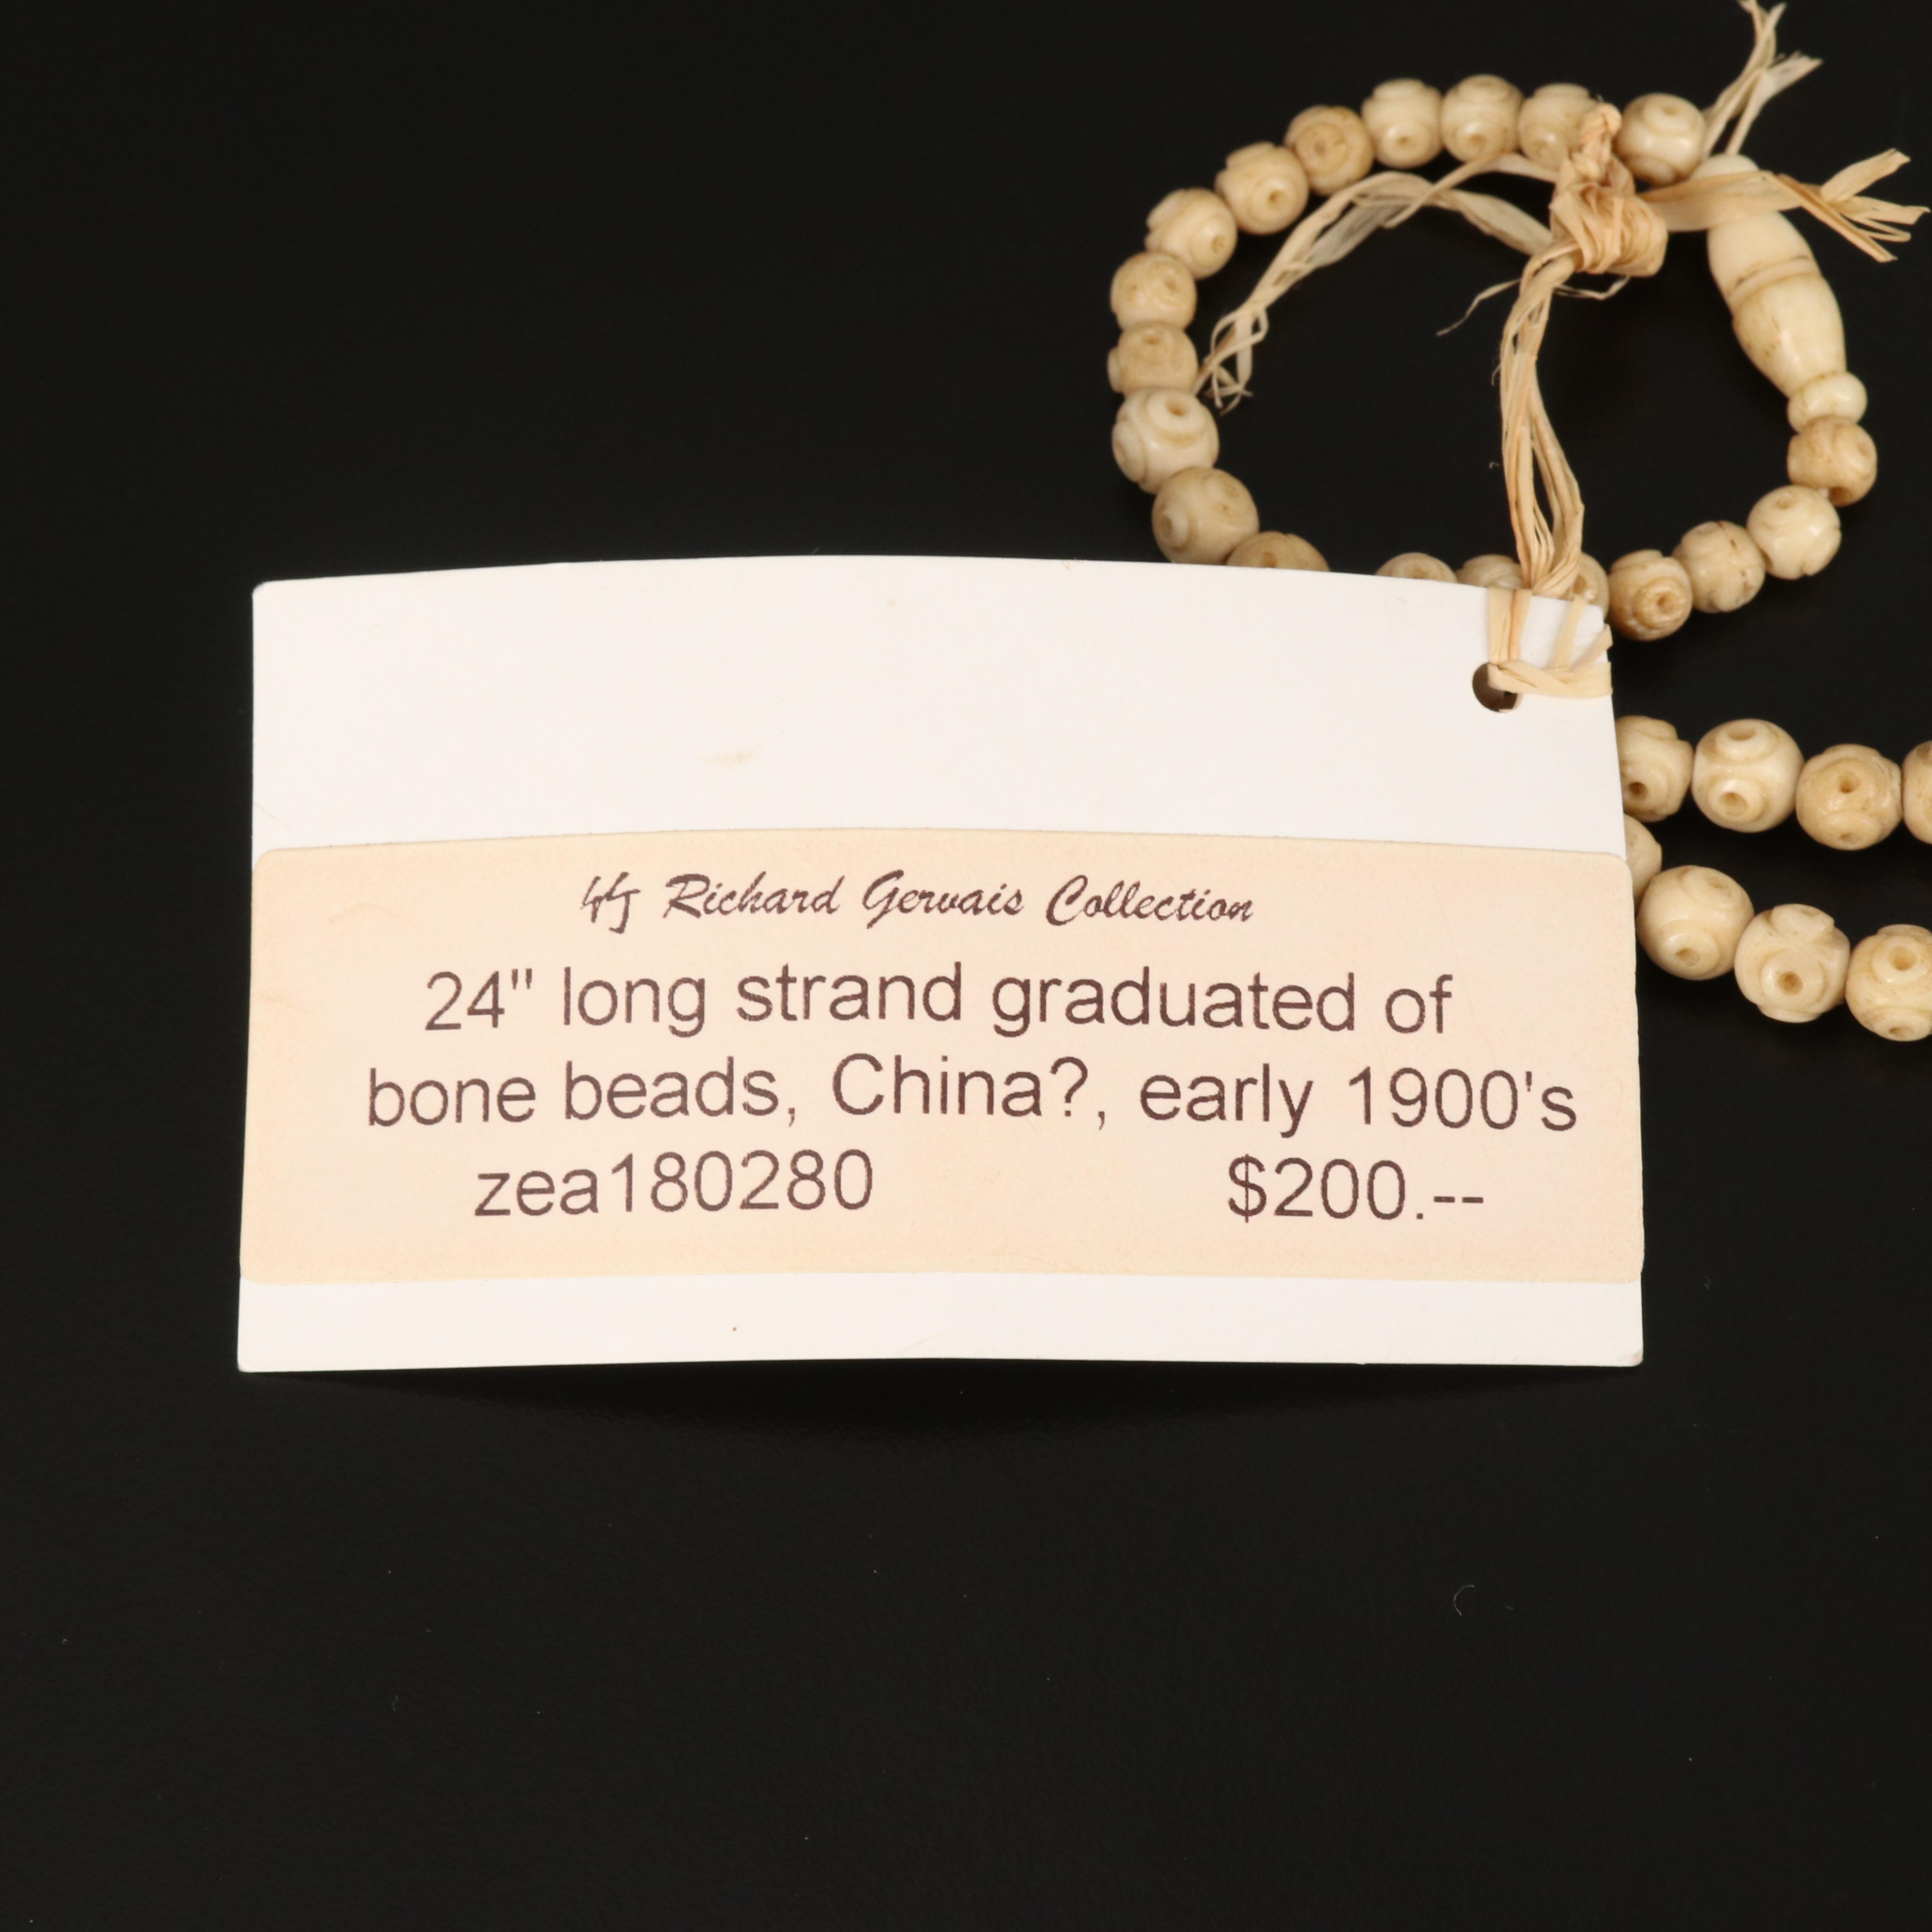 Richard Gervais Collection
24" long strand graduated of
bone beads, China?, early 1900's
zea180280 $200.--